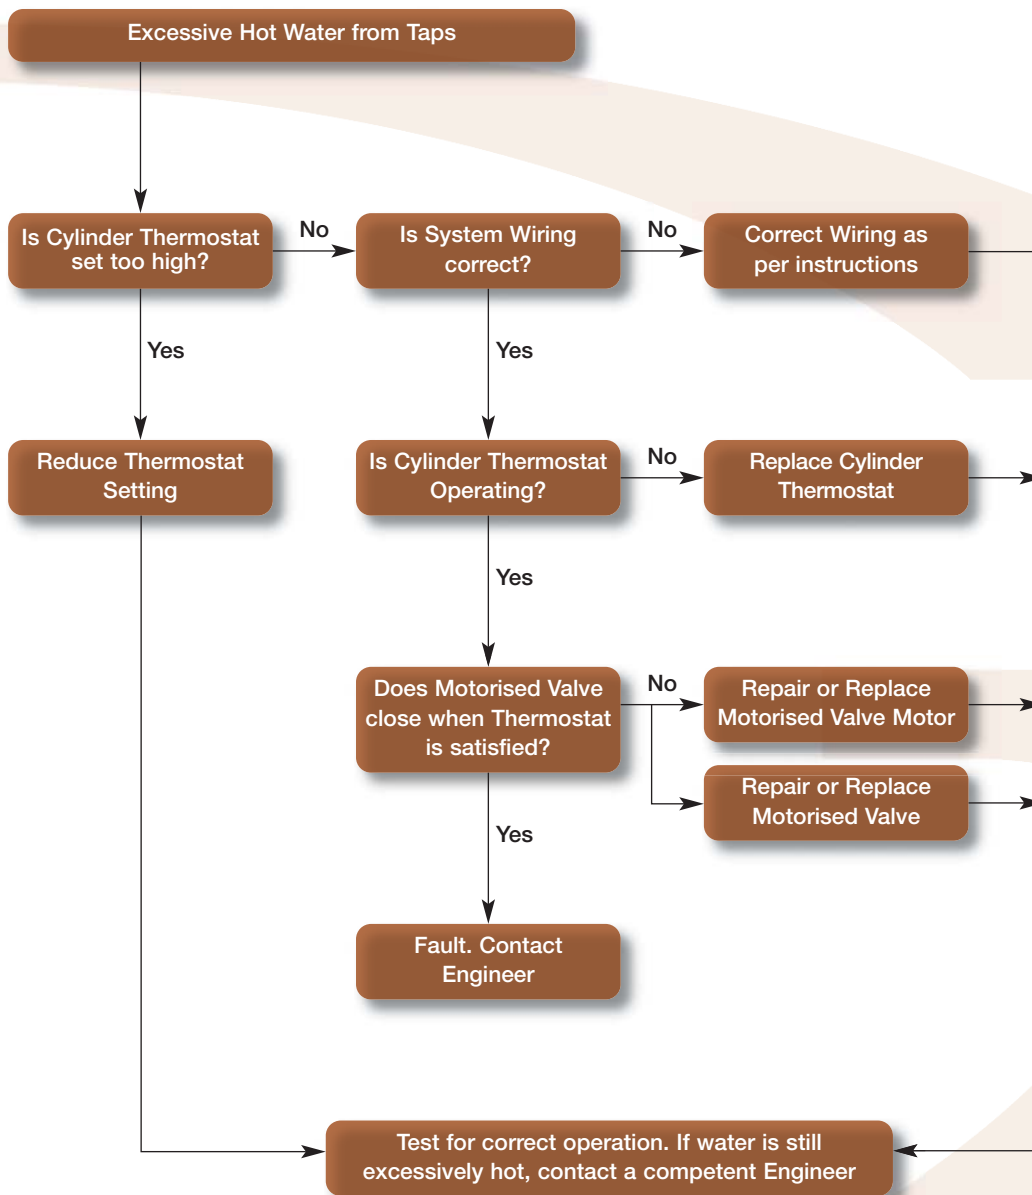 Excessive Hot Water from Taps
Is Cylinder Thermostat
set too high?
No
Is System Wiring
correct?
No
Correct Wiring as
per instructions
Yes
Yes
Reduce Thermostat
Setting
Is Cylinder Thermostat
Operating?
No
Replace Cylinder
Thermostat
Yes
Does Motorised Valve
close when Thermostat
is satisfied?
No
Repair or Replace
Motorised Valve Motor
Repair or Replace
Motorised Valve
Yes
Fault. Contact
Engineer
Test for correct operation. If water is still
excessively hot, contact a competent Engineer